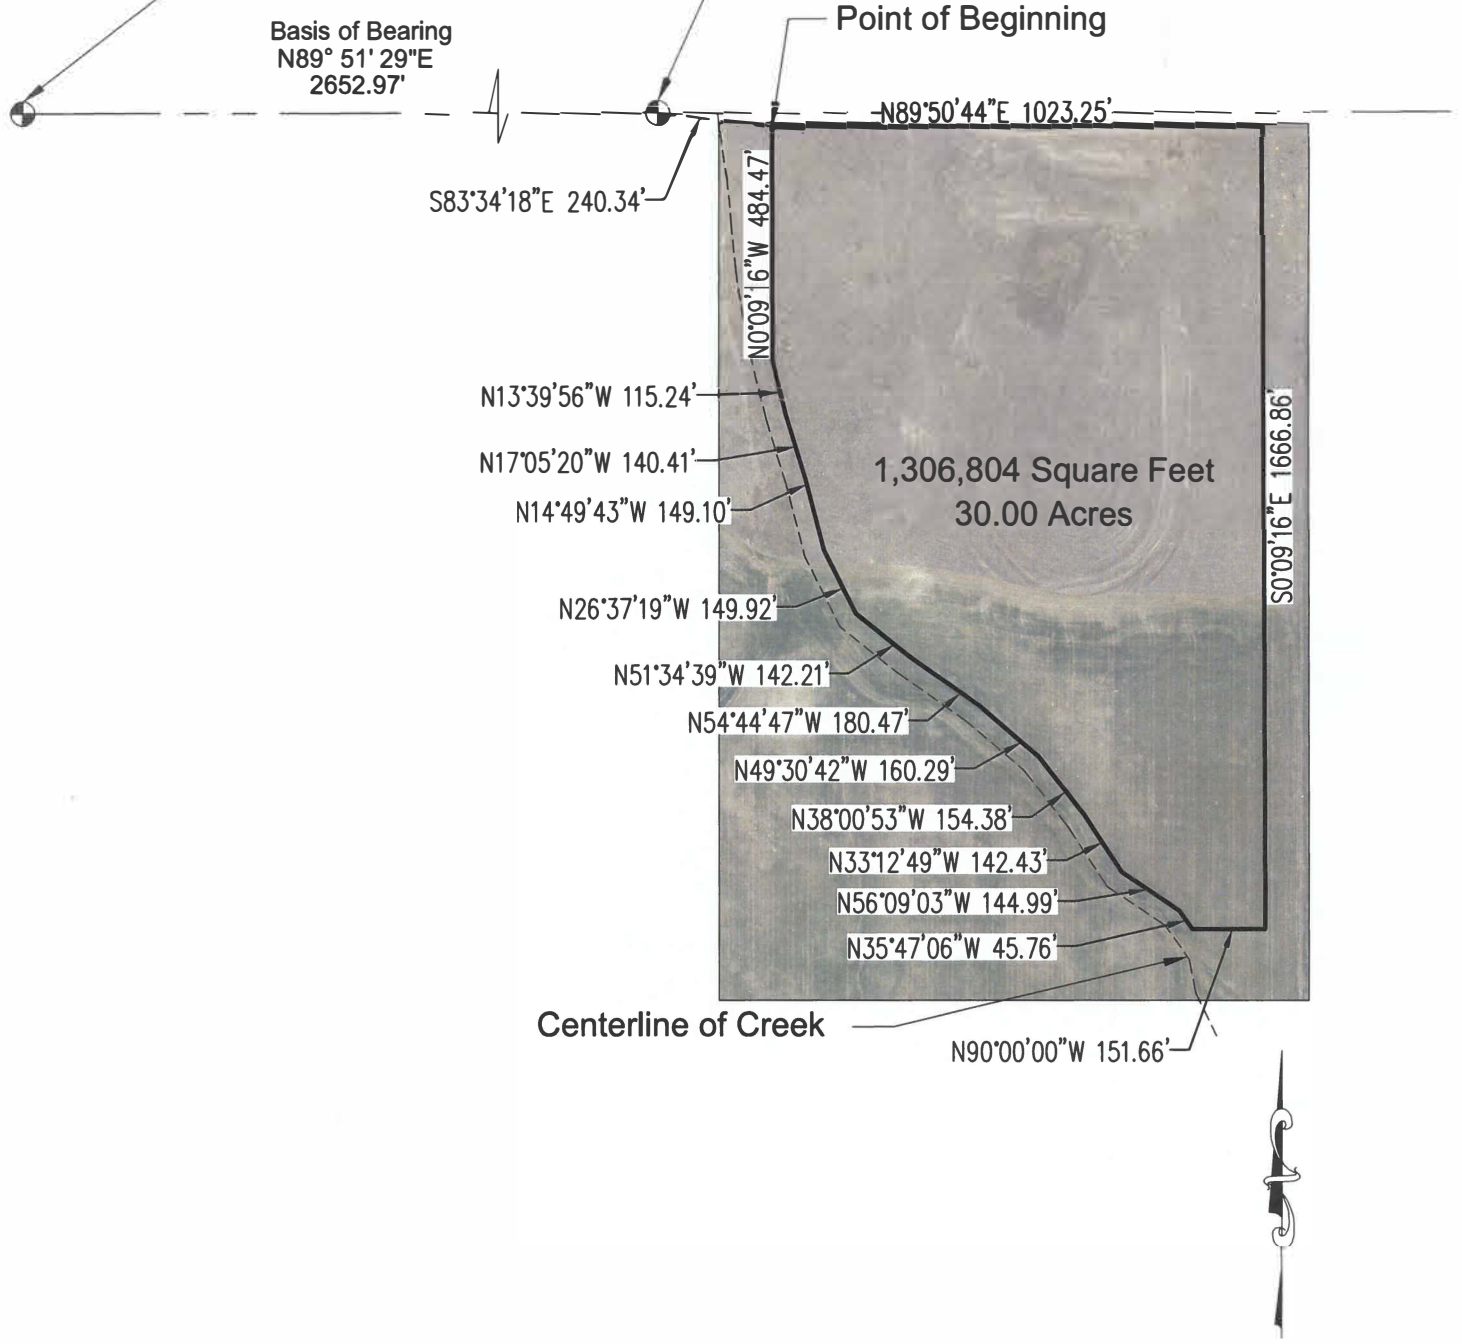 Point of Beginning
Basis of Bearing
N89° 51' 29"E
2652.97'
N89°50'44"E 1023.25'
S83°34'18"E 240.34'
N0°09'16"W 484.47'
N13°39'56"W 115.24'
N17°05'20"W 140.41'
N14°49'43"W 149.10'
1,306,804 Square Feet
30.00 Acres
S0°09'16"E 1666.86'
N26°37'19"W 149.92'
N51°34'39"W 142.21'
N54°44'47"W 180.47'
N49°30'42"W 160.29'
N38°00'53"W 154.38'
N33°12'49"W 142.43'
N56°09'03"W 144.99'
N35°47'06"W 45.76'
Centerline of Creek
N90°00'00"W 151.66'